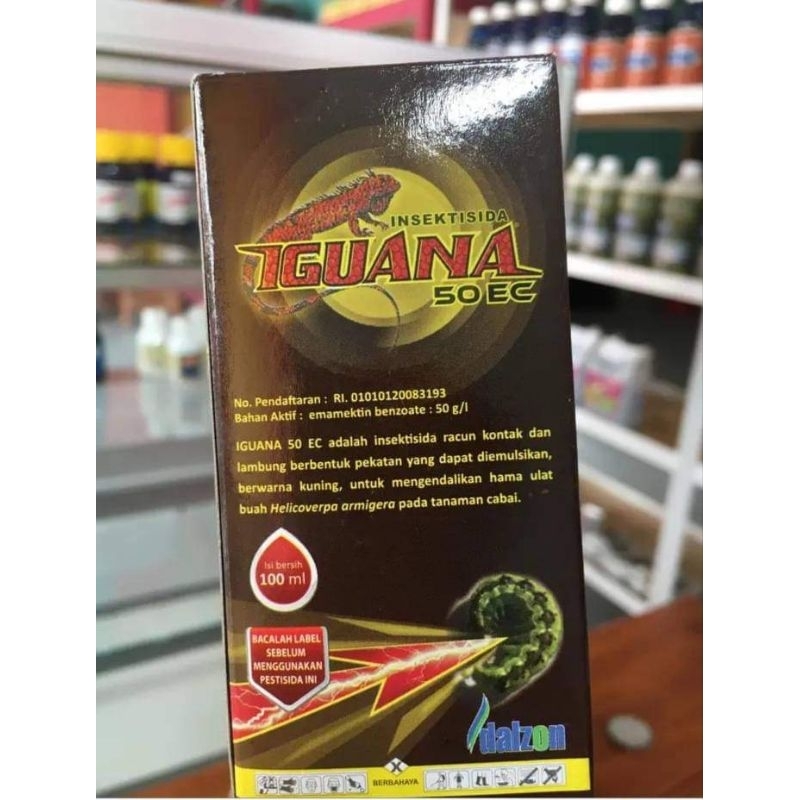 INSEKTISIDA
IGUANA
50 EC
No. Pendaftaran : RI. 01010120083193
Bahan Aktif : emamektin benzoate : 50 g/l
IGUANA 50 EC adalah insektisida racun kontak dan
lambung berbentuk pekatan yang dapat diemulsikan,
berwarna kuning, untuk mengendalikan hama ulat
buah Helicoverpa armigera pada tanaman cabai.
Isi bersih
100 ml
BACALAH LABEL
SEBELUM
MENGGUNAKAN
PESTISIDA INI
dalzon
BERBAHAYA